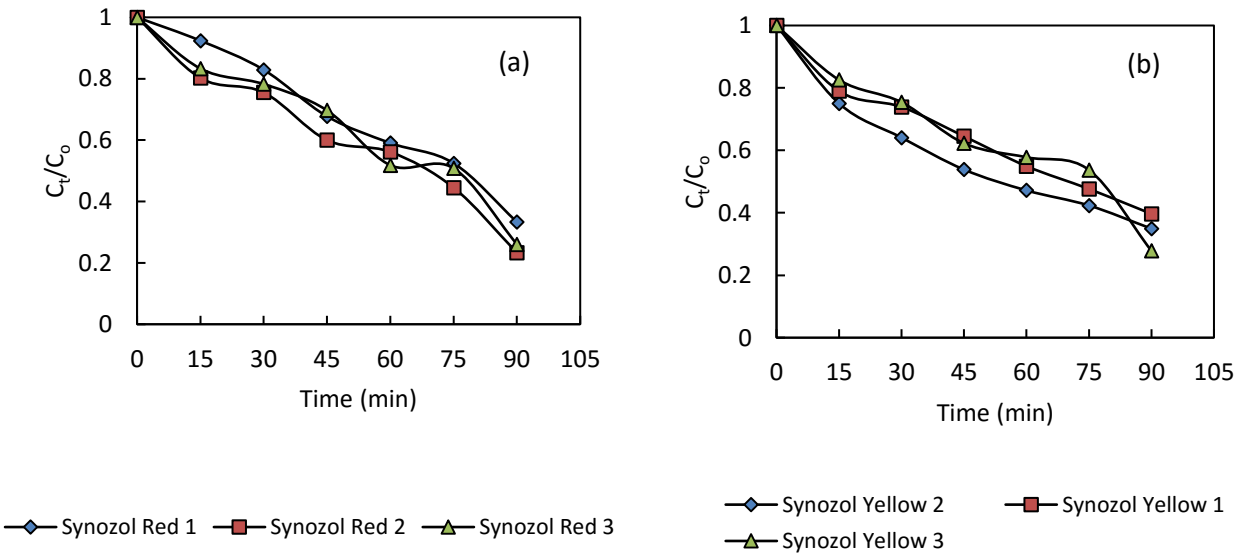 (a)
1
0.8
0.6
0.4
0.2
0
Ct/Co
0 15 30 45 60 75 90 105
Time (min)
Synozol Red 1 Synozol Red 2 Synozol Red 3
(b)
1
0.8
0.6
0.4
0.2
0
Ct/Co
0 15 30 45 60 75 90 105
Time (min)
Synozol Yellow 2 Synozol Yellow 1
Synozol Yellow 3